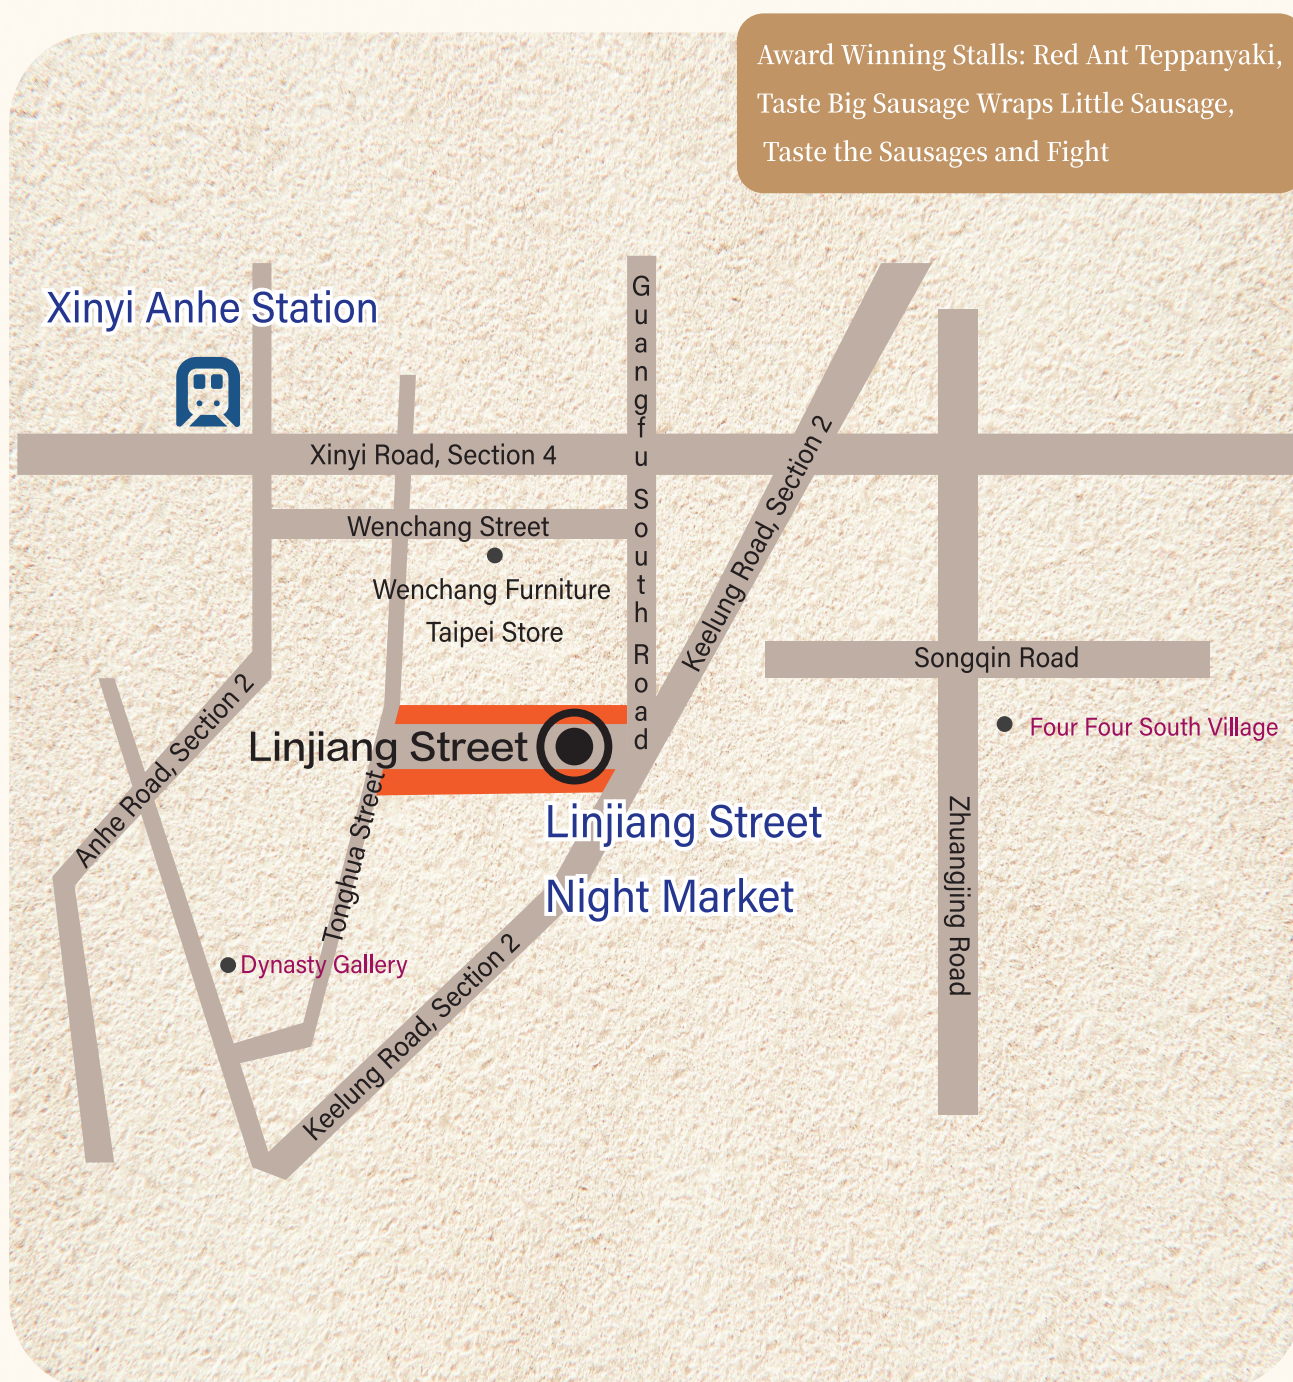 Award Winning Stalls: Red Ant Teppanyaki,
Taste Big Sausage Wraps Little Sausage,
Taste the Sausages and Fight
Xinyi Anhe Station
Guangfu South Road
Xinyi Road, Section 4
Keelung Road, Section 2
Wenchang Street
Wenchang Furniture
Taipei Store
Songqin Road
Anhe Road, Section 2
Linjiang Street
Four Four South Village
Tonghua Street
Linjiang Street
Night Market
Zhuangjing Road
Dynasty Gallery
Keelung Road, Section 2